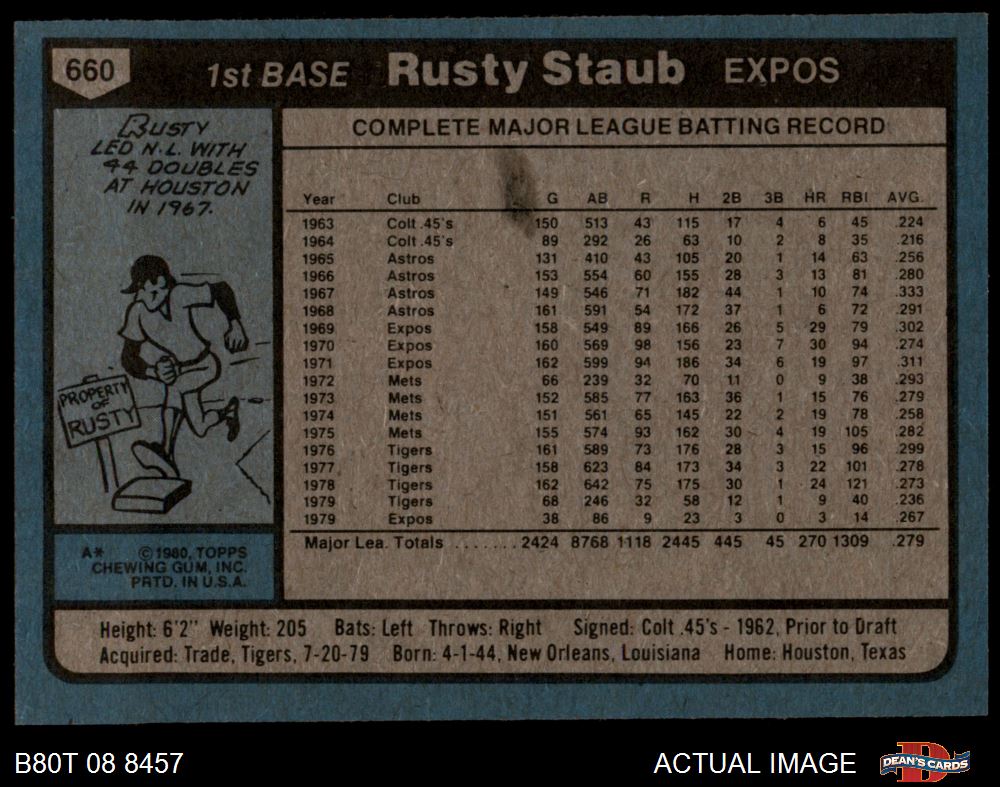 660 1st BASE Rusty Staub EXPOS
RUSTY
LED N.L. WITH
44 DOUBLES
AT HOUSTON
IN 1967.
PROPERTY
OF
RUSTY
A* © 1980, TOPPS
CHEWING GUM, INC.
PRTD. IN U.S.A.
COMPLETE MAJOR LEAGUE BATTING RECORD
Year Club G AB R H 2B 3B HR RBI AVG.
1963 Colt .45's 150 513 43 115 17 4 6 45 .224
1964 Colt .45's 89 292 26 63 10 2 8 35 .216
1965 Astros 131 410 43 105 20 1 14 63 .256
1966 Astros 153 554 60 155 28 3 13 81 .280
1967 Astros 149 546 71 182 44 1 10 74 .333
1968 Astros 161 591 54 172 37 1 6 72 .291
1969 Expos 158 549 89 166 26 5 29 79 .302
1970 Expos 160 569 98 156 23 7 30 94 .274
1971 Expos 162 599 94 186 34 6 19 97 .311
1972 Mets 66 239 32 70 11 0 9 38 .293
1973 Mets 152 585 77 163 36 1 15 76 .279
1974 Mets 151 561 65 145 22 2 19 78 .258
1975 Mets 155 574 93 162 30 4 19 105 .282
1976 Tigers 161 589 73 176 28 3 15 96 .299
1977 Tigers 158 623 84 173 34 3 22 101 .278
1978 Tigers 162 642 75 175 30 1 24 121 .273
1979 Tigers 68 246 32 58 12 1 9 40 .236
1979 Expos 38 86 9 23 3 0 3 14 .267
Major Lea. Totals ....... 2424 8768 1118 2445 445 45 270 1309 .279
Height: 6'2" Weight: 205 Bats: Left Throws: Right Signed: Colt .45's - 1962, Prior to Draft
Acquired: Trade, Tigers, 7-20-79 Born: 4-1-44, New Orleans, Louisiana Home: Houston, Texas
B80T 08 8457 ACTUAL IMAGE DEAN'S CARDS